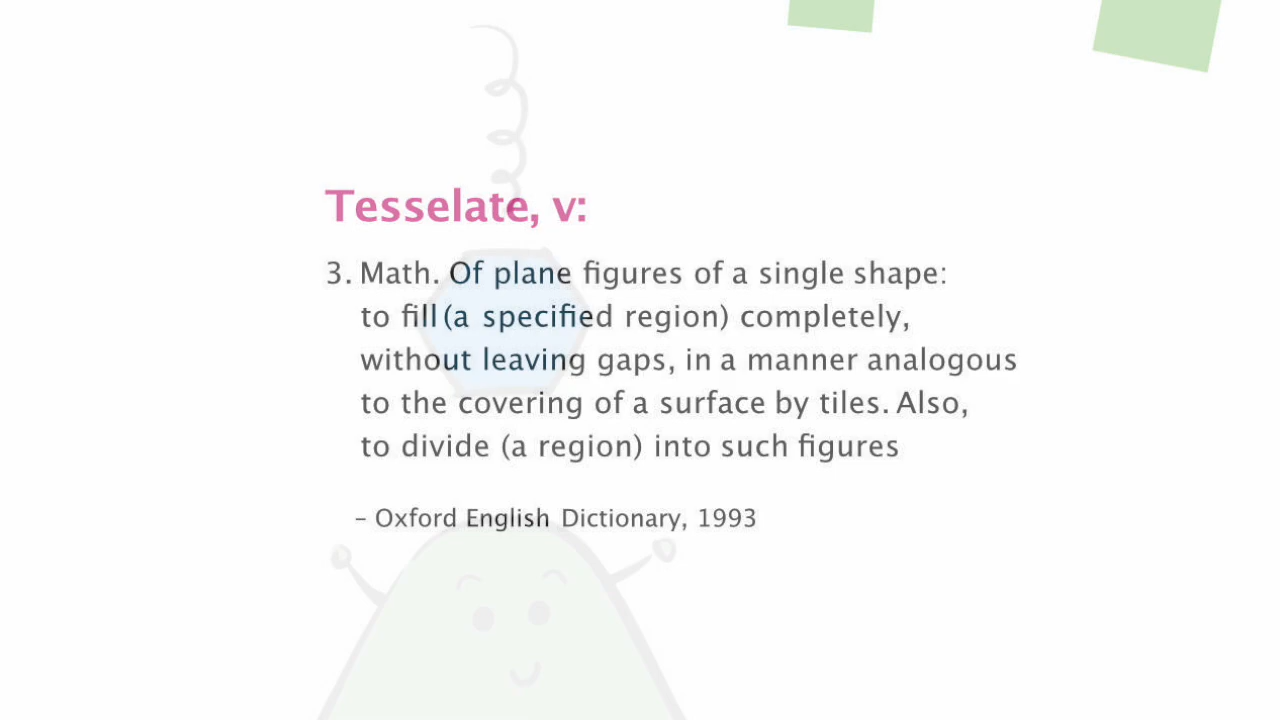 Tesselate, v:
3. Math. Of plane figures of a single shape:
to fill (a specified region) completely,
without leaving gaps, in a manner analogous
to the covering of a surface by tiles. Also,
to divide (a region) into such figures
– Oxford English Dictionary, 1993